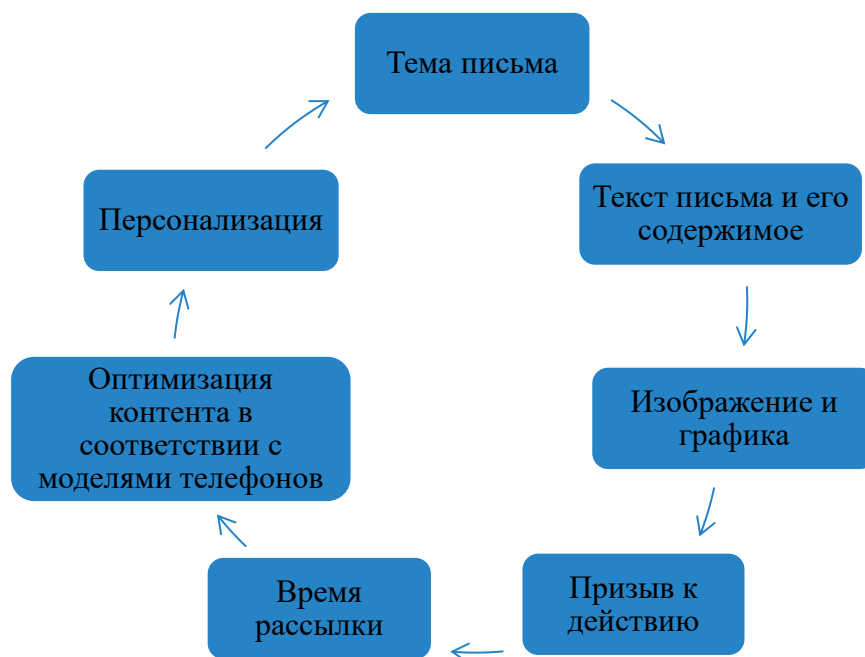 Тема письма
Текст письма и его
содержимое
Изображение и
графика
Призыв к
действию
Время
рассылки
Оптимизация
контента в
соответствии с
моделями телефонов
Персонализация